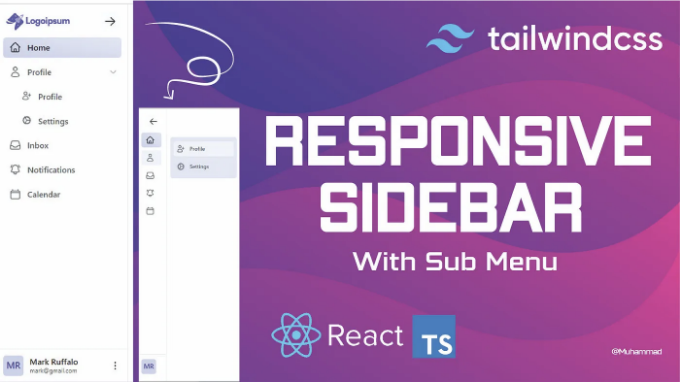 Logoipsum
Home
Profile
Profile
Settings
Inbox
Notifications
Calendar
MR
Mark Ruffalo
mark@gmail.com
Profile
Settings
MR
tailwindcss
RESPONSIVE
SIDEBAR
With Sub Menu
React
TS
@Muhammad